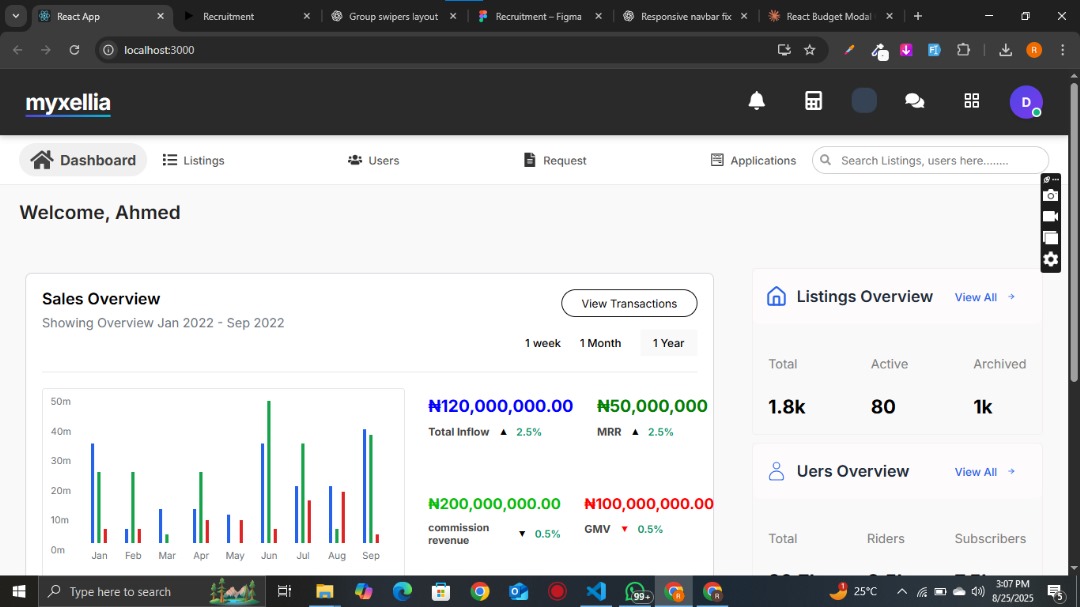 React App
Recruitment
Group swipers layout
Recruitment – Figma
Responsive navbar fix
React Budget Modal
localhost:3000
R
myxellia
D
Dashboard
Listings
Users
Request
Applications
Search Listings, users here........
Welcome, Ahmed
Sales Overview
View Transactions
Showing Overview Jan 2022 - Sep 2022
1 week 1 Month 1 Year
50m
40m
30m
20m
10m
0m
Jan Feb Mar Apr May Jun Jul Aug Sep
₦120,000,000.00
Total Inflow ▲ 2.5%
₦50,000,000
MRR ▲ 2.5%
₦200,000,000.00
commission
revenue ▼ 0.5%
₦100,000,000.00
GMV ▼ 0.5%
Listings Overview View All
Total Active Archived
1.8k 80 1k
Uers Overview View All
Total Riders Subscribers
Type here to search
99+
25°C
3:07 PM
8/25/2025
5